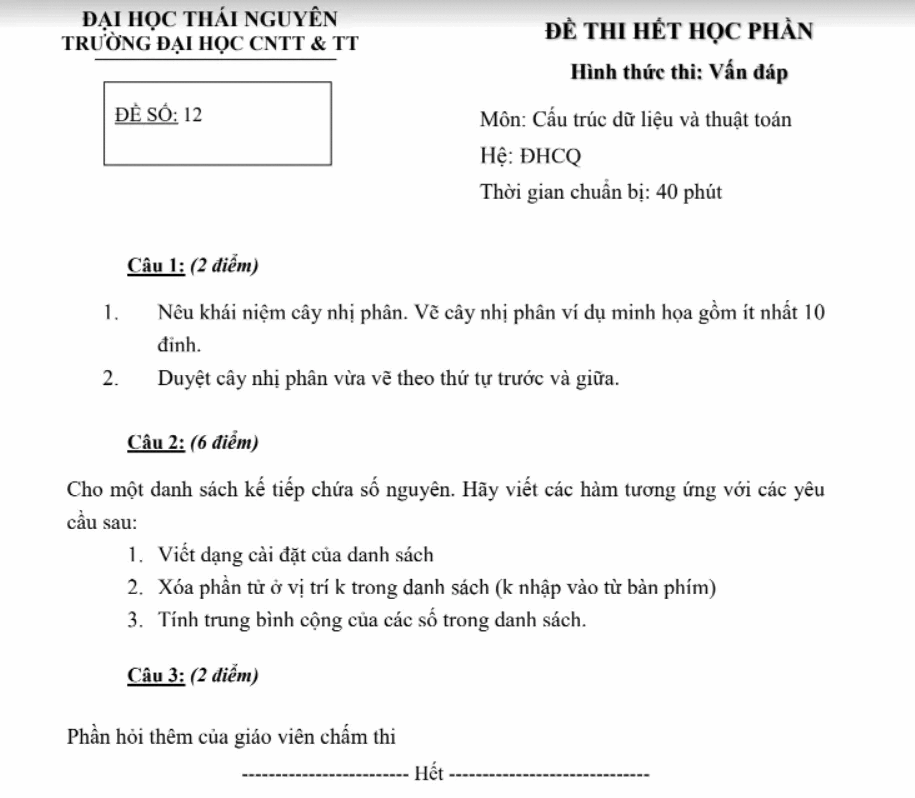 ĐẠI HỌC THÁI NGUYÊN
TRƯỜNG ĐẠI HỌC CNTT & TT
ĐỀ THI HẾT HỌC PHẦN
Hình thức thi: Vấn đáp
ĐỀ SỐ: 12
Môn: Cấu trúc dữ liệu và thuật toán
Hệ: ĐHCQ
Thời gian chuẩn bị: 40 phút
Câu 1: (2 điểm)
1. Nêu khái niệm cây nhị phân. Vẽ cây nhị phân ví dụ minh họa gồm ít nhất 10
đỉnh.
2. Duyệt cây nhị phân vừa vẽ theo thứ tự trước và giữa.
Câu 2: (6 điểm)
Cho một danh sách kế tiếp chứa số nguyên. Hãy viết các hàm tương ứng với các yêu
cầu sau:
1. Viết dạng cài đặt của danh sách
2. Xóa phần tử ở vị trí k trong danh sách (k nhập vào từ bàn phím)
3. Tính trung bình cộng của các số trong danh sách.
Câu 3: (2 điểm)
Phần hỏi thêm của giáo viên chấm thi
------------------------- Hết ------------------------------